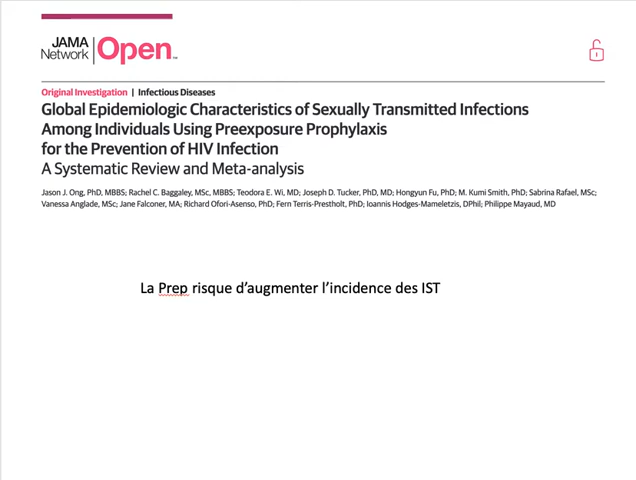 JAMA
Network Open™
Original Investigation | Infectious Diseases
Global Epidemiologic Characteristics of Sexually Transmitted Infections
Among Individuals Using Preexposure Prophylaxis
for the Prevention of HIV Infection
A Systematic Review and Meta-analysis
Jason J. Ong, PhD, MBBS; Rachel C. Baggaley, MSc, MBBS; Teodora E. Wi, MD; Joseph D. Tucker, PhD, MD; Hongyun Fu, PhD; M. Kumi Smith, PhD; Sabrina Rafael, MSc;
Vanessa Anglade, MSc; Jane Falconer, MA; Richard Ofori-Asenso, PhD; Fern Terris-Prestholt, PhD; Ioannis Hodges-Mameletzis, DPhil; Philippe Mayaud, MD
La Prep risque d’augmenter l’incidence des IST